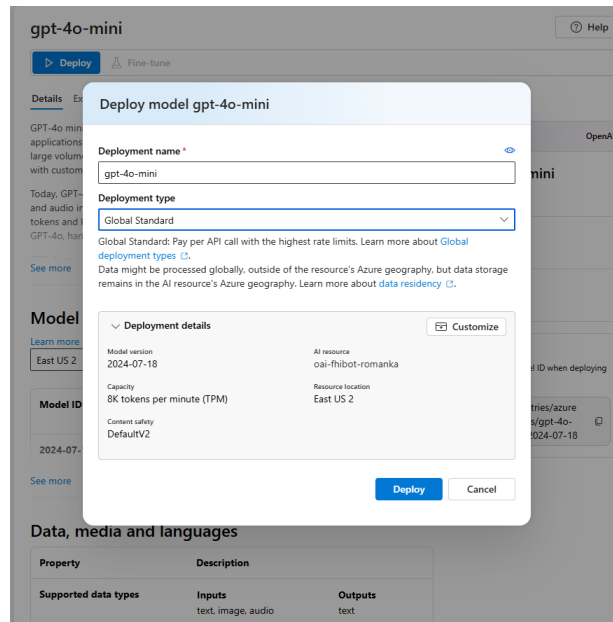 gpt-4o-mini
Help
Deploy
Fine-tune
Details Ex
GPT-4o mini
applications
large volum
with custom
Today, GPT-
and audio in
tokens and
GPT-4o, han
See more
OpenA
mini
Deploy model gpt-4o-mini
Deployment name *
gpt-4o-mini
Deployment type
Global Standard
Global Standard: Pay per API call with the highest rate limits. Learn more about Global
deployment types .
Data might be processed globally, outside of the resource's Azure geography, but data storage
remains in the AI resource's Azure geography. Learn more about data residency .
Deployment details
Customize
Model version
2024-07-18
AI resource
oai-fhibot-romanka
Capacity
8K tokens per minute (TPM)
Resource location
East US 2
Content safety
DefaultV2
Deploy
Cancel
Model
Learn more
East US 2
Model ID
2024-07-
See more
el ID when deploying
tries/azure
s/gpt-4o-
2024-07-18
Data, media and languages
Property Description
Supported data types Inputs Outputs
text, image, audio text